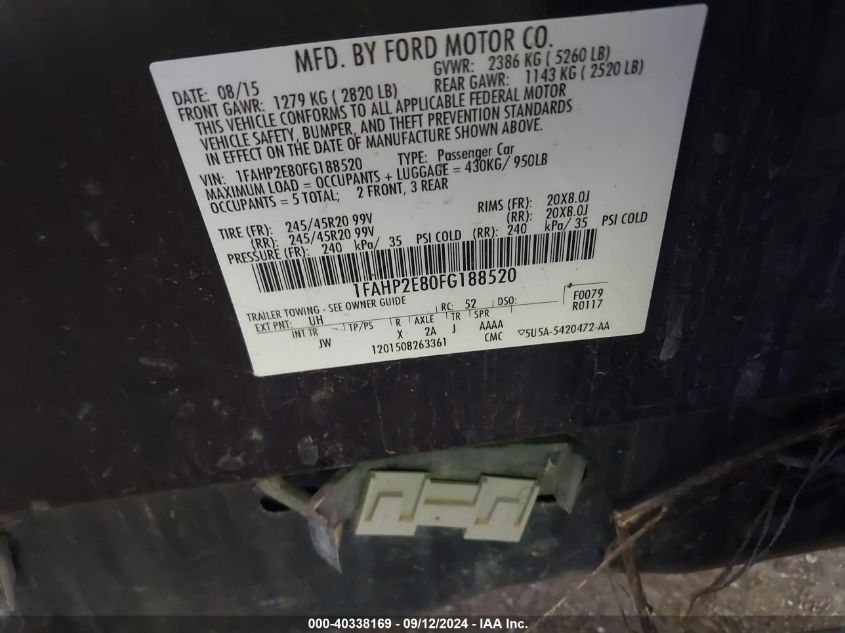 MFD. BY FORD MOTOR CO.
DATE: 08/15 GVWR: 2386 KG ( 5260 LB)
FRONT GAWR: 1279 KG ( 2820 LB) REAR GAWR: 1143 KG ( 2520 LB)
THIS VEHICLE CONFORMS TO ALL APPLICABLE FEDERAL MOTOR
VEHICLE SAFETY, BUMPER, AND THEFT PREVENTION STANDARDS
IN EFFECT ON THE DATE OF MANUFACTURE SHOWN ABOVE.
VIN: 1FAHP2E80FG188520 TYPE: Passenger Car
MAXIMUM LOAD = OCCUPANTS + LUGGAGE = 430KG/ 950LB
OCCUPANTS = 5 TOTAL; 2 FRONT, 3 REAR
TIRE (FR): 245/45R20 99V RIMS (FR): 20X8.0J
(RR): 245/45R20 99V (RR): 20X8.0J
PRESSURE (FR): 240 kPa/ 35 PSI COLD (RR): 240 kPa/ 35 PSI COLD
1FAHP2E80FG188520
TRAILER TOWING - SEE OWNER GUIDE
EXT PNT: UH RC: 52 DSO: F0079
R0117
INT TR TP/PS R AXLE TR SPR
JW X 2A J AAAA
1201508263361 CMC ▽5U5A-5420472-AA
000-40338169 - 09/12/2024 - IAA Inc.